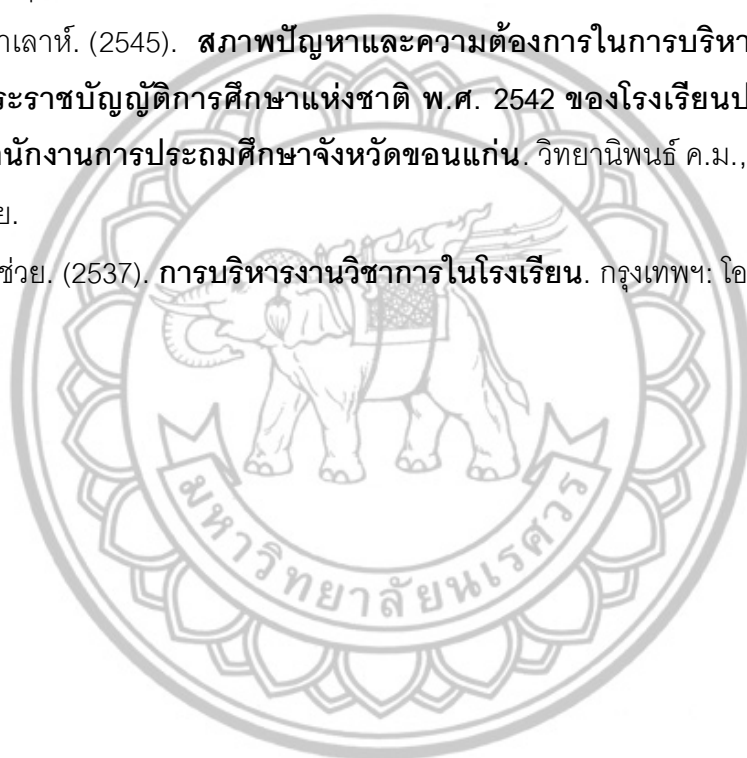 าเลาห์. (2545). สภาพปัญหาและความต้องการในการบริหา
ระราชบัญญัติการศึกษาแห่งชาติ พ.ศ. 2542 ของโรงเรียนป
านักงานการประถมศึกษาจังหวัดขอนแก่น. วิทยานิพนธ์ ค.ม.,
ย.
ช่วย. (2537). การบริหารงานวิชาการในโรงเรียน. กรุงเทพฯ: โอ
มหาวิทยาลัยนเรศวร